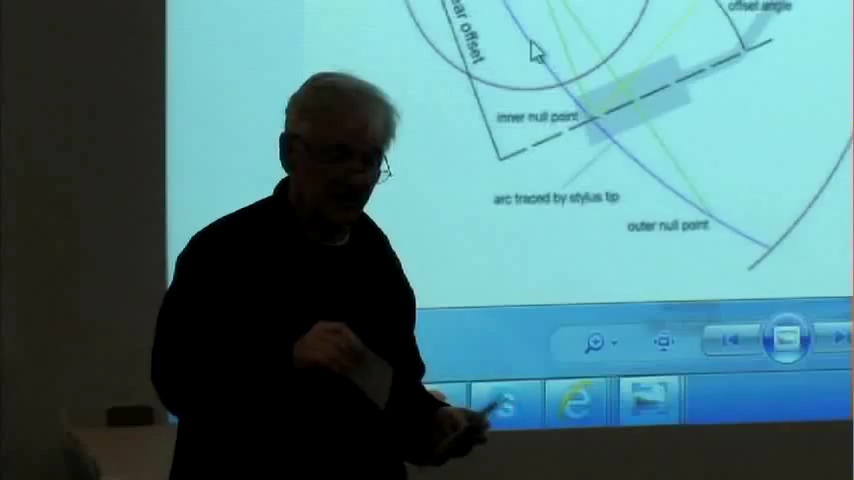 offset angle
ear offset
inner null point
arc traced by stylus tip
outer null point